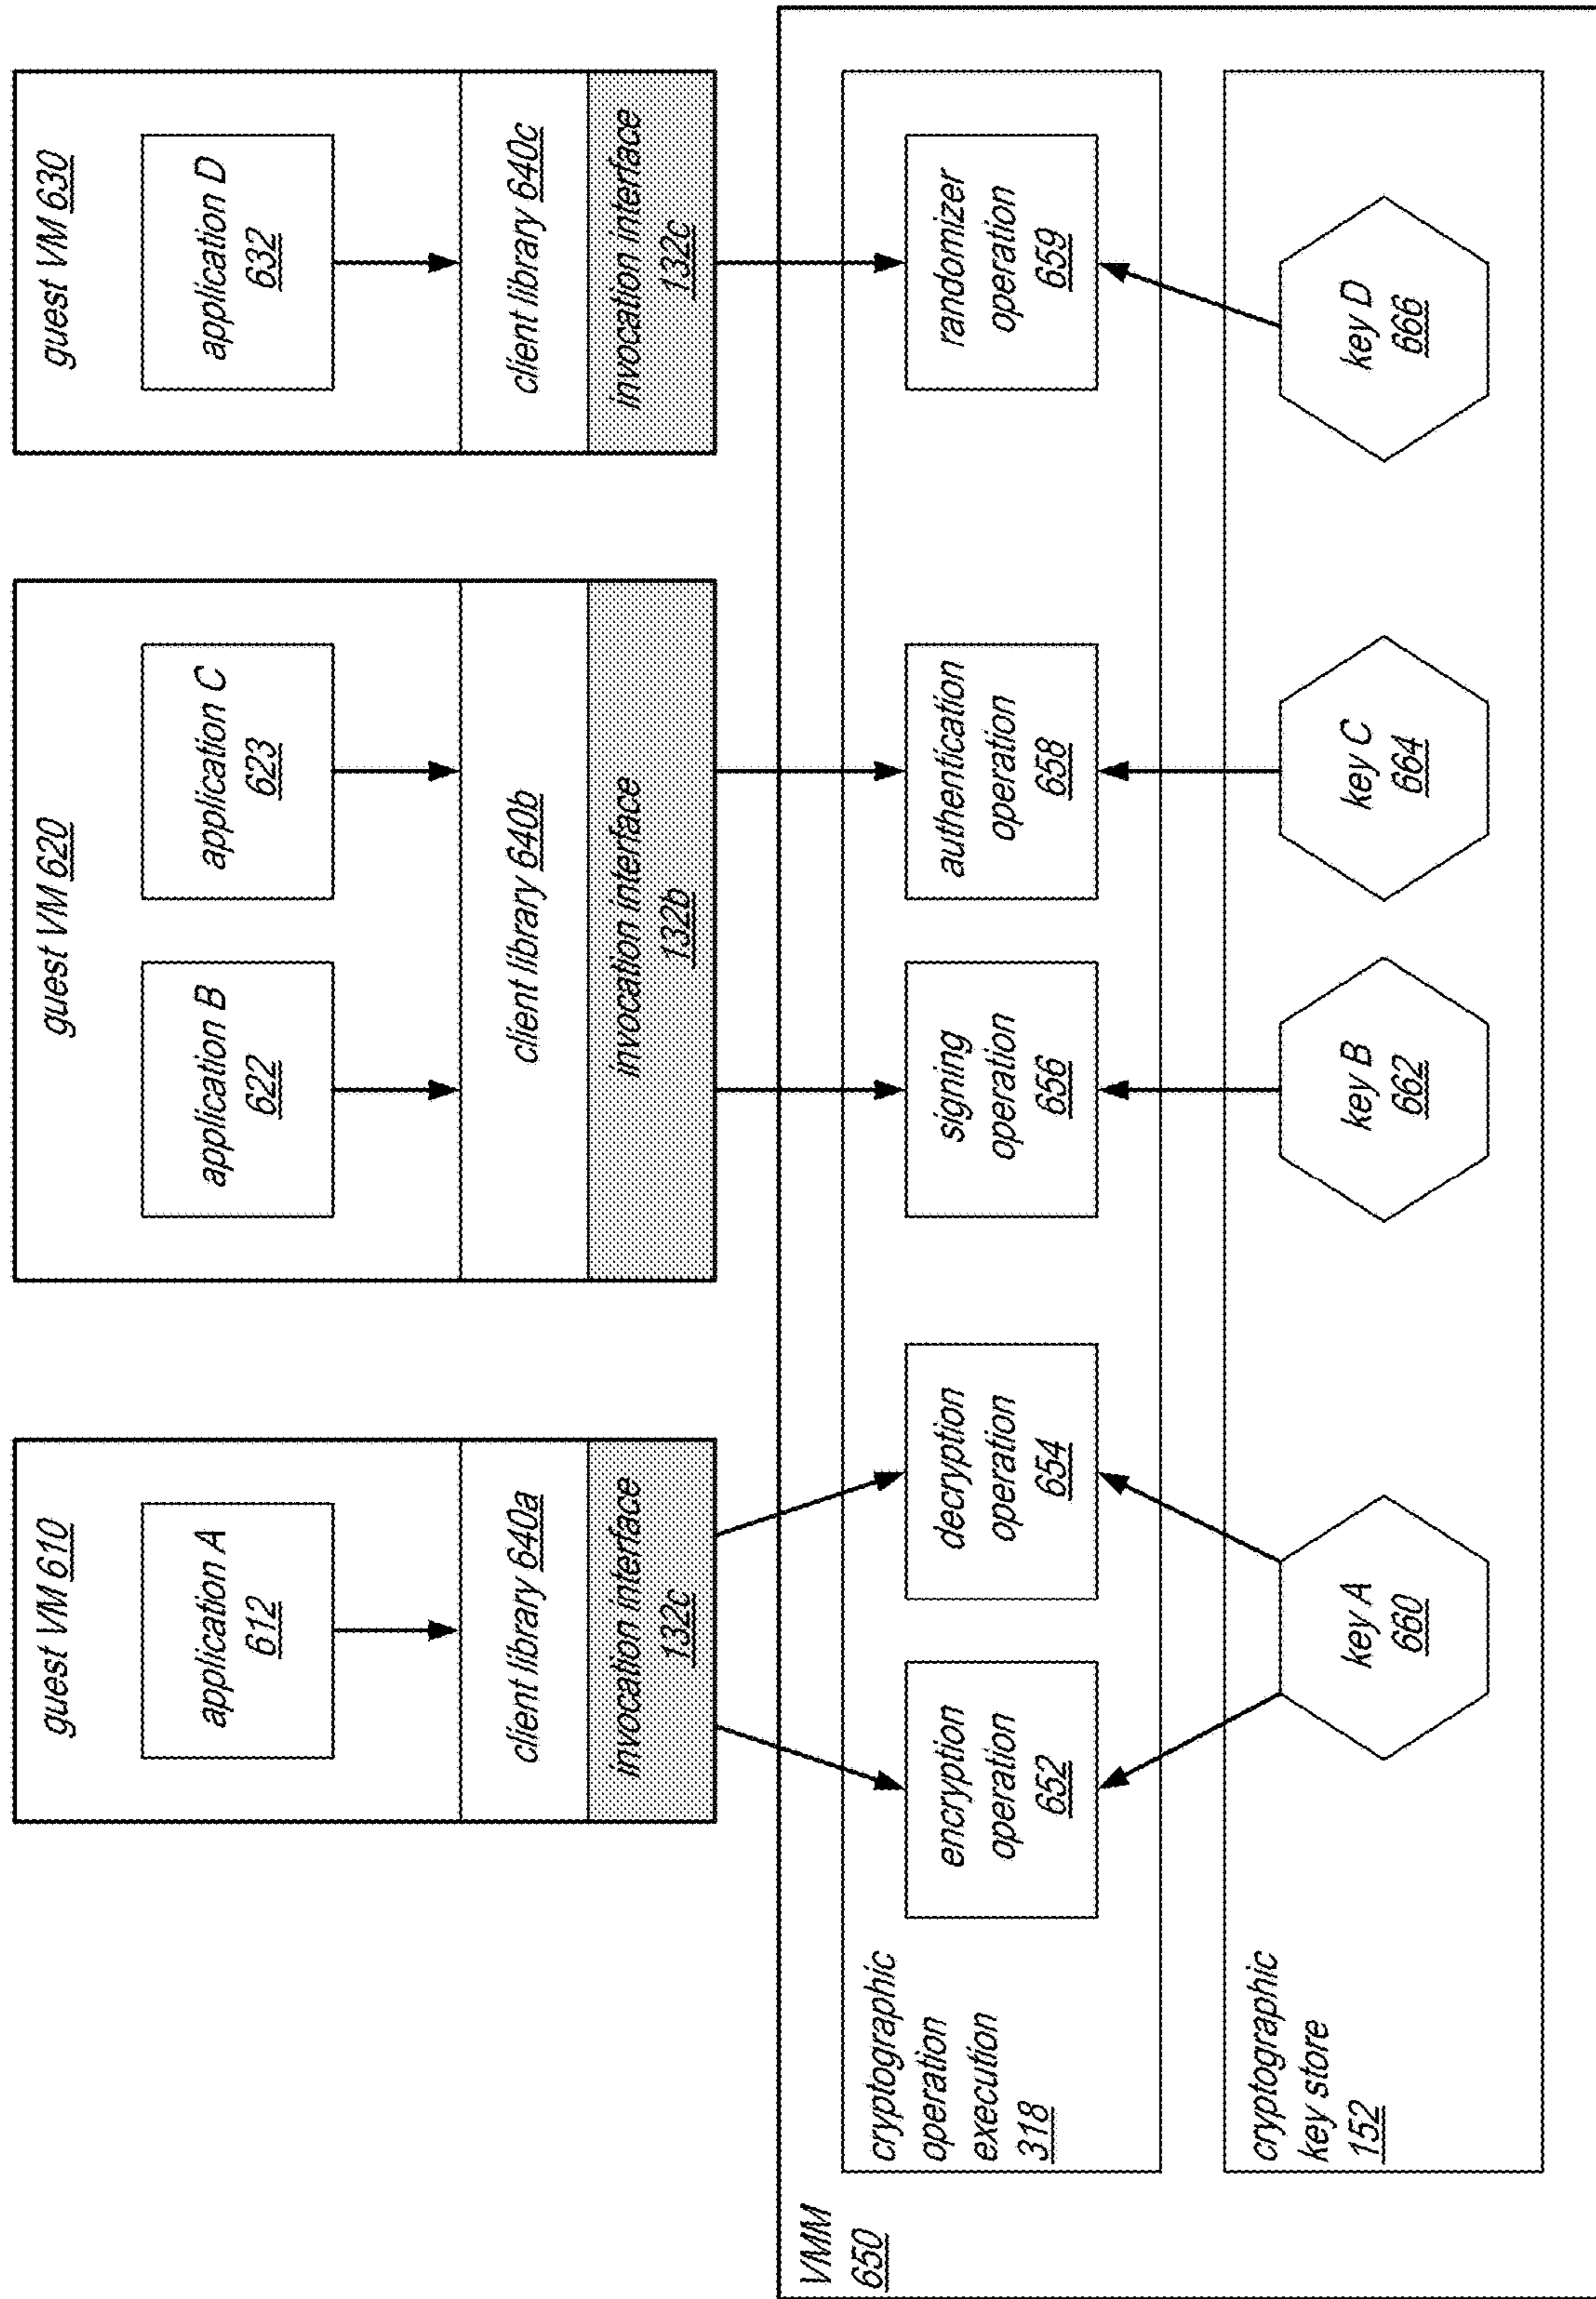 guest VM 610
application A
612
client library 640a
invocation interface
132c
guest VM 620
application B
622
application C
623
client library 640b
invocation interface
132b
guest VM 630
application D
632
client library 640c
invocation interface
132c
VMM
650
cryptographic
operation
execution
318
encryption
operation
652
decryption
operation
654
signing
operation
656
authentication
operation
658
randomizer
operation
659
cryptographic
key store
152
key A
660
key B
662
key C
664
key D
666